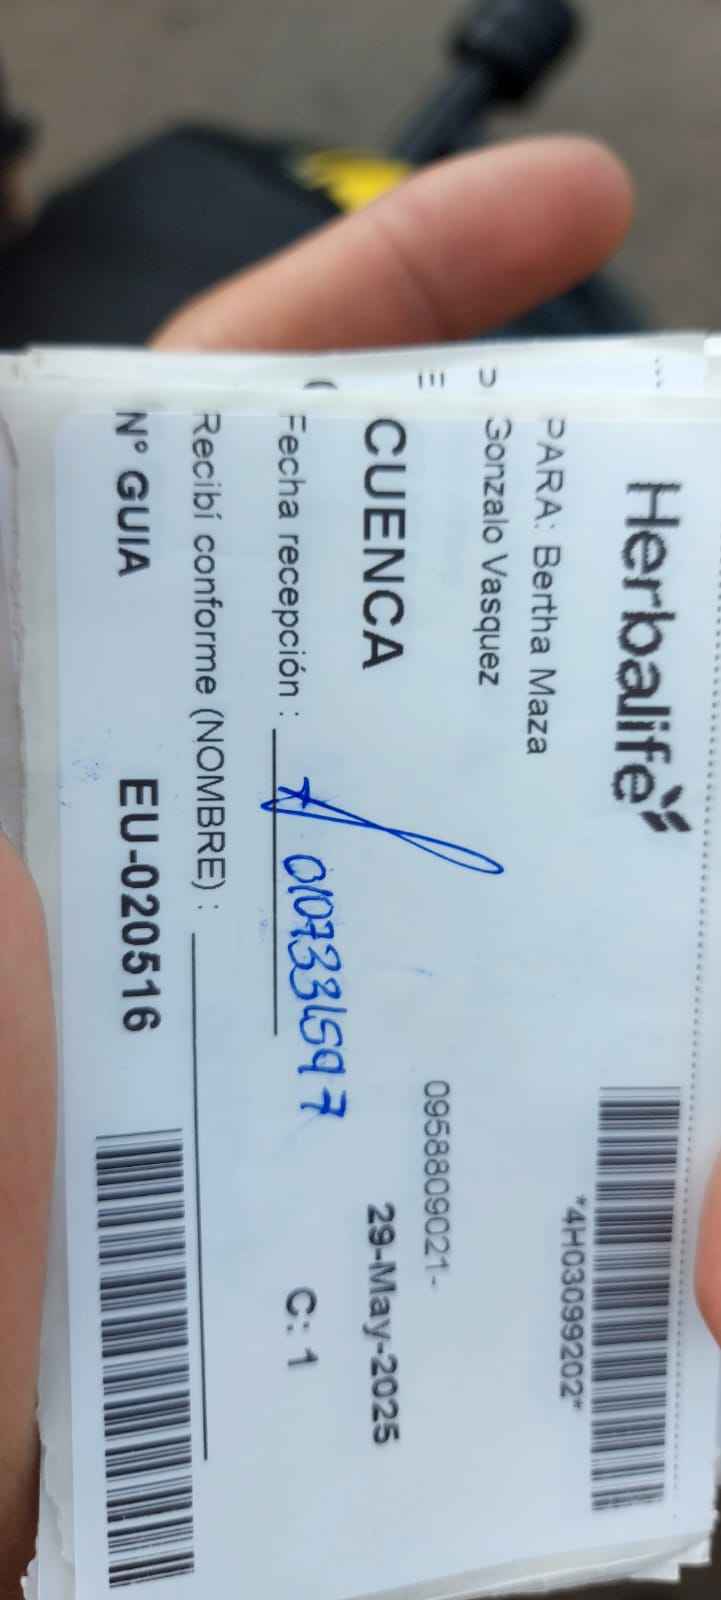 Herbalife
*4H03099202*
PARA: Bertha Maza
Gonzalo Vasquez
0958809021-
CUENCA
29-May-2025
Fecha recepción :
0107331597
C: 1
Recibí conforme (NOMBRE) :
N° GUIA
EU-020516